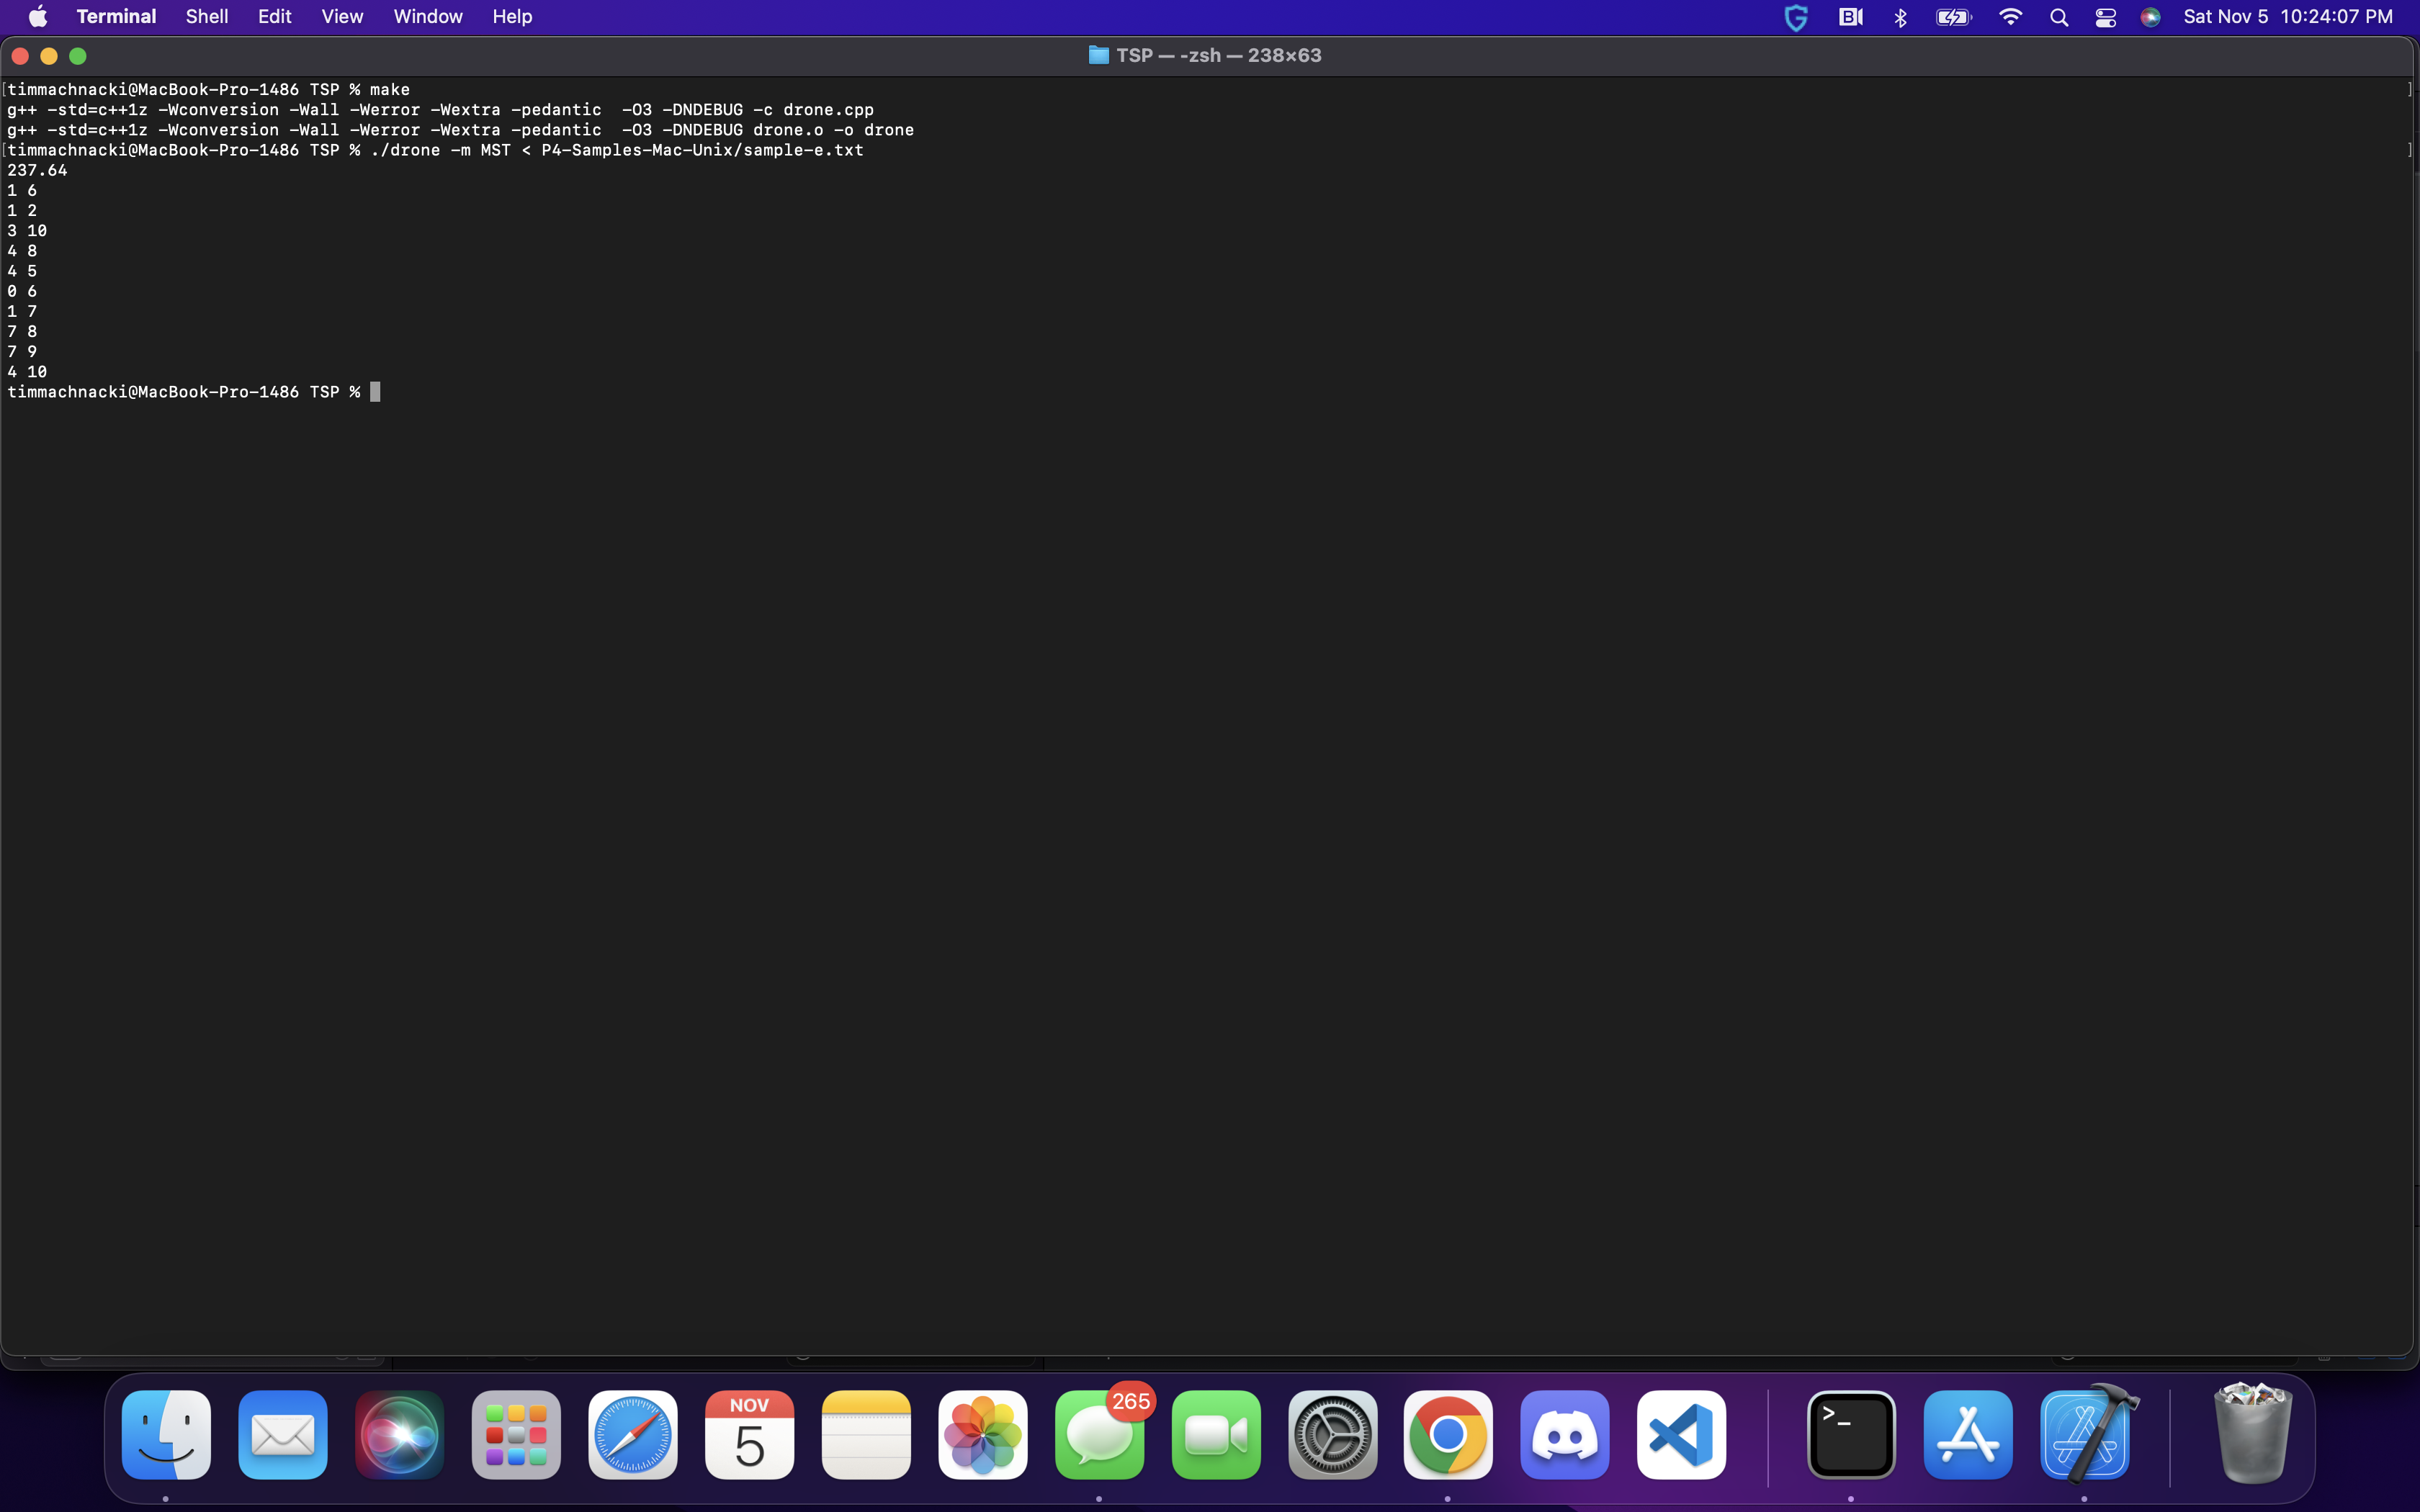 Terminal Shell Edit View Window Help Sat Nov 5 10:24:07 PM
TSP — -zsh — 238×63
[timmachnacki@MacBook-Pro-1486 TSP % make ]
g++ -std=c++1z -Wconversion -Wall -Werror -Wextra -pedantic  -O3 -DNDEBUG -c drone.cpp
g++ -std=c++1z -Wconversion -Wall -Werror -Wextra -pedantic  -O3 -DNDEBUG drone.o -o drone
[timmachnacki@MacBook-Pro-1486 TSP % ./drone -m MST < P4-Samples-Mac-Unix/sample-e.txt ]
237.64
1 6
1 2
3 10
4 8
4 5
0 6
1 7
7 8
7 9
4 10
timmachnacki@MacBook-Pro-1486 TSP %
NOV
5
265
>_